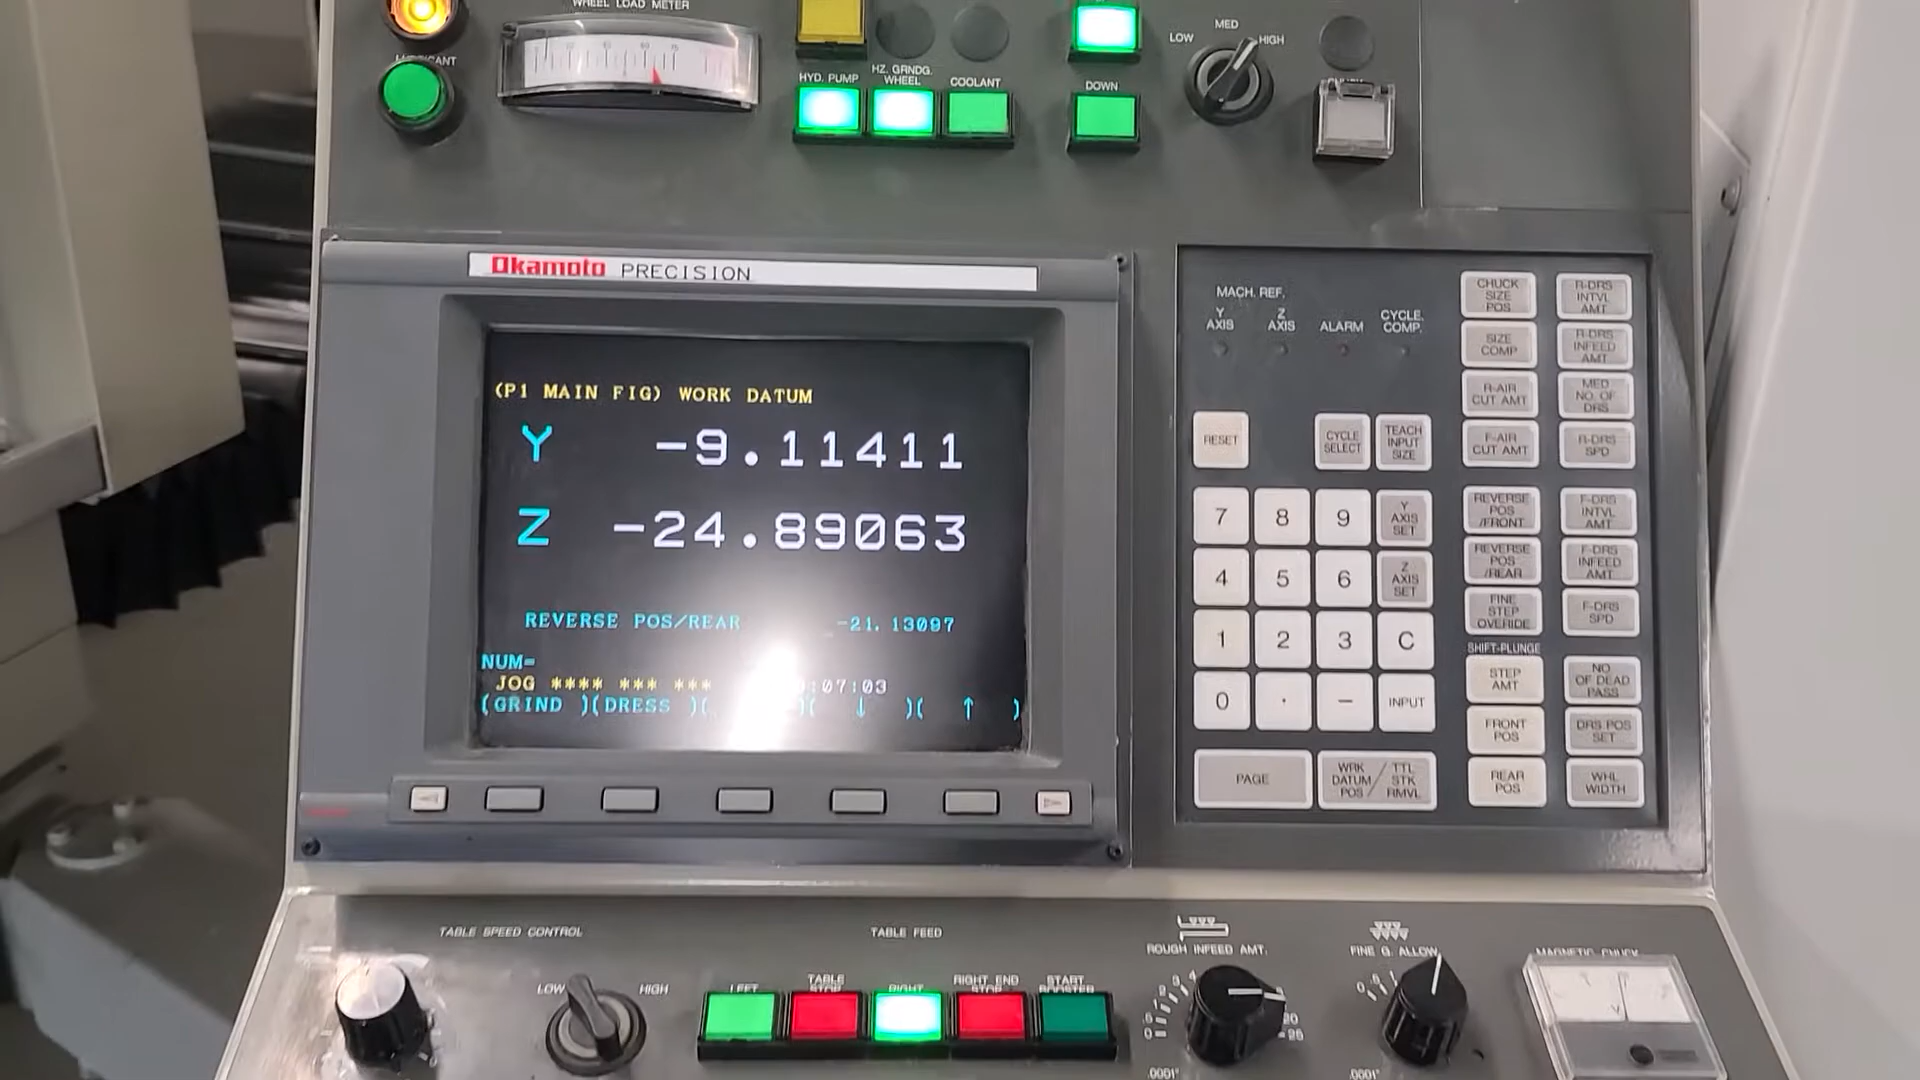 WHEEL LOAD METER
LOW MED HIGH
HYD. PUMP
HZ. GRNDG. WHEEL
COOLANT
DOWN
Okamoto PRECISION
(P1 MAIN FIG) WORK DATUM
Y -9.11411
Z -24.89063
REVERSE POS/REAR -21.13097
NUM=
JOG **** *** *** :07:03
(GRIND )(DRESS )( )( ↓ )( ↑ )
MACH. REF.
Y AXIS
Z AXIS
ALARM
CYCLE. COMP.
RESET
CYCLE SELECT
TEACH INPUT SIZE
7 8 9
Y AXIS SET
4 5 6
Z AXIS SET
1 2 3 C
0 . − INPUT
PAGE
WRK DATUM POS / TTL STK RMVL
CHUCK SIZE POS
R-DRS INTVL AMT
SIZE COMP
R-DRS INFEED AMT
R-AIR CUT AMT
MED NO. OF DRS
F-AIR CUT AMT
R-DRS SPD
REVERSE POS /FRONT
F-DRS INTVL AMT
REVERSE POS /REAR
F-DRS INFEED AMT
FINE STEP OVERIDE
F-DRS SPD
SHIFT-PLUNGE
STEP AMT
NO OF DEAD PASS
FRONT POS
DRS POS SET
REAR POS
WHL WIDTH
TABLE SPEED CONTROL
LOW HIGH
TABLE FEED
LEFT
TABLE STOP
RIGHT
RIGHT END STOP
START BOOSTER
ROUGH INFEED AMT.
.0001"
FINE G. ALLOW.
.0001"
MAGNETIC CHUCK